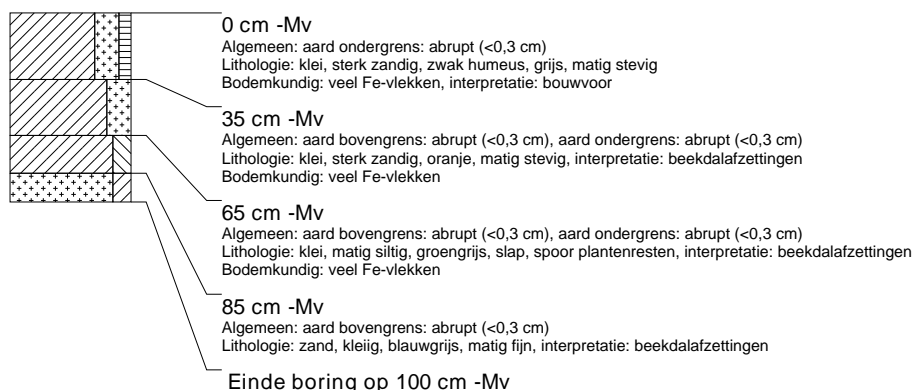 0 cm -Mv
Algemeen: aard ondergrens: abrupt (<0,3 cm)
Lithologie: klei, sterk zandig, zwak humeus, grijs, matig stevig
Bodemkundig: veel Fe-vlekken, interpretatie: bouwvoor
35 cm -Mv
Algemeen: aard bovengrens: abrupt (<0,3 cm), aard ondergrens: abrupt (<0,3 cm)
Lithologie: klei, sterk zandig, oranje, matig stevig, interpretatie: beekdalafzettingen
Bodemkundig: veel Fe-vlekken
65 cm -Mv
Algemeen: aard bovengrens: abrupt (<0,3 cm), aard ondergrens: abrupt (<0,3 cm)
Lithologie: klei, matig siltig, groengrijs, slap, spoor plantenresten, interpretatie: beekdalafzettingen
Bodemkundig: veel Fe-vlekken
85 cm -Mv
Algemeen: aard bovengrens: abrupt (<0,3 cm)
Lithologie: zand, kleiig, blauwgrijs, matig fijn, interpretatie: beekdalafzettingen
Einde boring op 100 cm -Mv